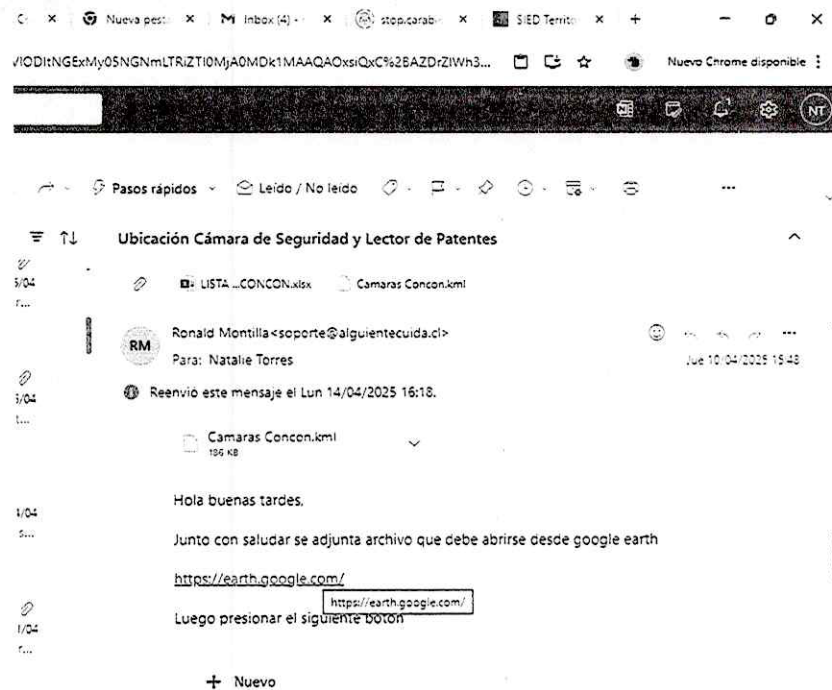 Nueva pest
Inbox (4) -
stop.carab
SIED Territo
Nuevo Chrome disponible
NT
Pasos rápidos
Leído / No leído
Ubicación Cámara de Seguridad y Lector de Patentes
LISTA ...CONCON.xlsx
Camaras Concon.kml
RM
Ronald Montilla<soporte@alguientecuida.cl>
Para: Natalie Torres
Jue 10/04/2025 15:48
Reenvió este mensaje el Lun 14/04/2025 16:18.
Camaras Concon.kml
186 KB
Hola buenas tardes,
Junto con saludar se adjunta archivo que debe abrirse desde google earth
https://earth.google.com/
https://earth.google.com/
Luego presionar el siguiente botón
Nuevo